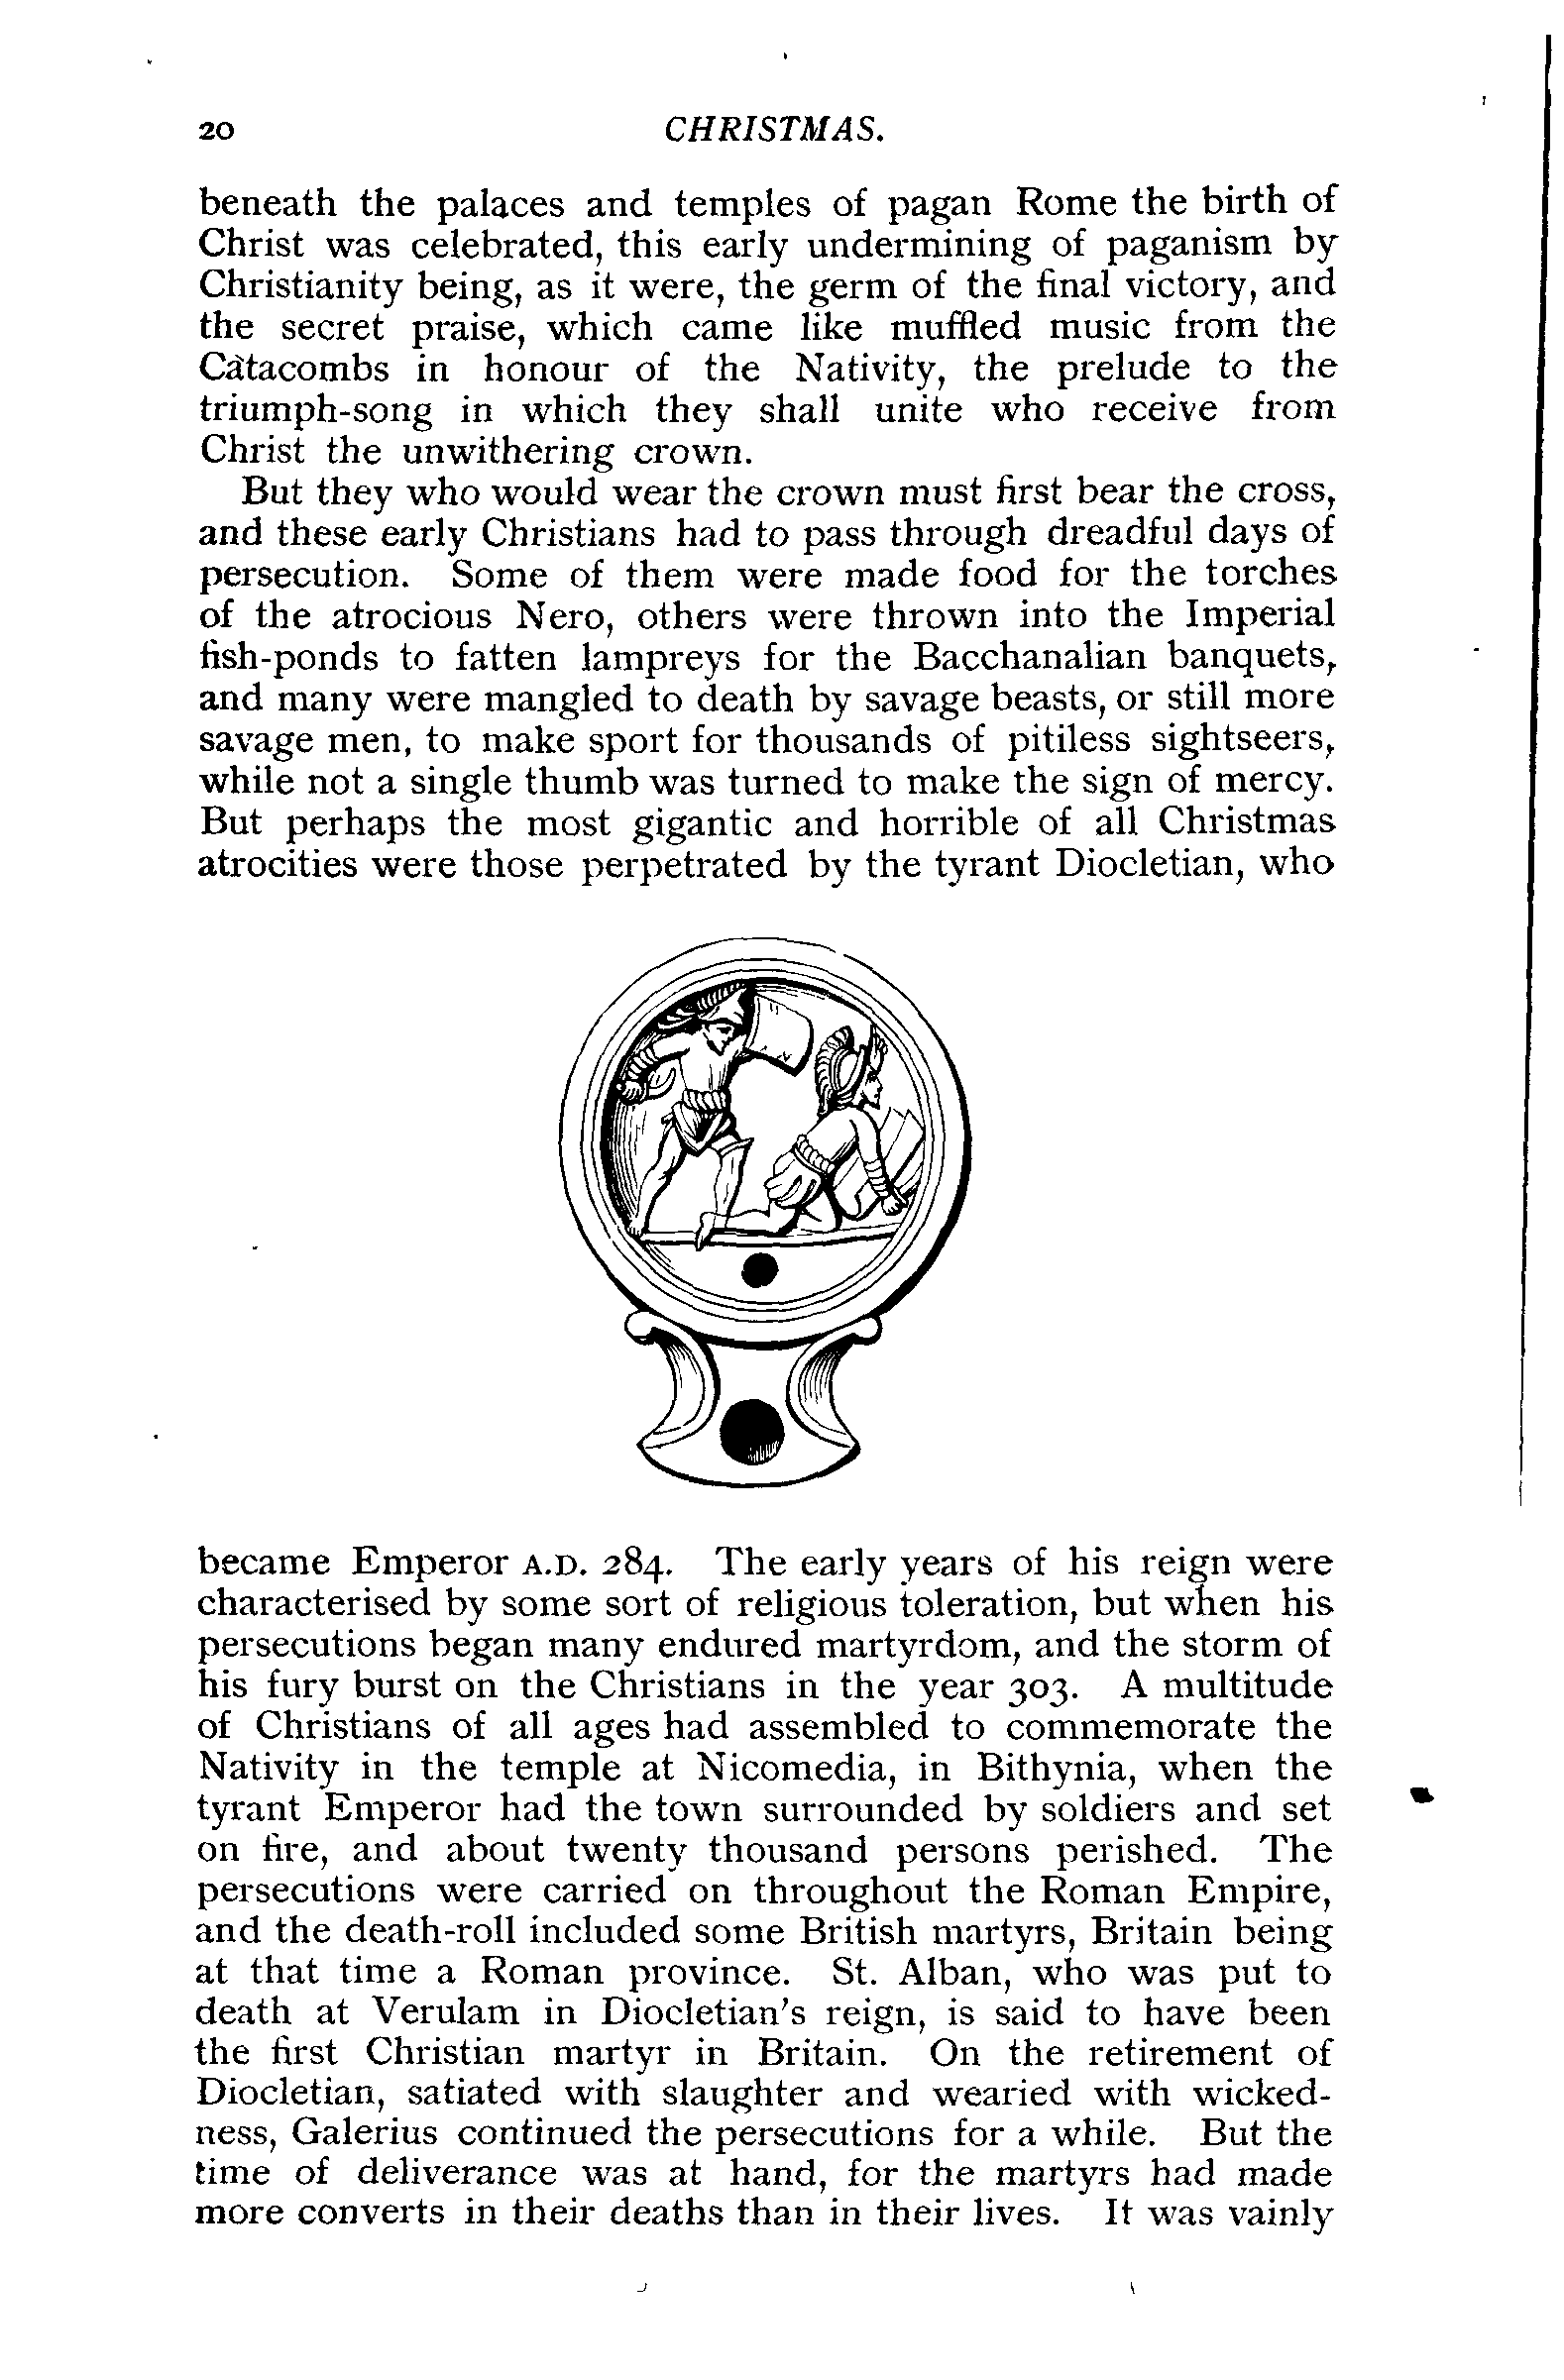 20 CHRISTMAS.
beneath the palaces and temples of pagan Rome the birth of
Christ was celebrated, this early undermining of paganism by
Christianity being, as it were, the germ of the final victory, and
the secret praise, which came like muffled music from the
Catacombs in honour of the Nativity, the prelude to the
triumph-song in which they shall unite who receive from
Christ the unwithering crown.
But they who would wear the crown must first bear the cross,
and these early Christians had to pass through dreadful days of
persecution. Some of them were made food for the torches
of the atrocious Nero, others were thrown into the Imperial
fish-ponds to fatten lampreys for the Bacchanalian banquets,
and many were mangled to death by savage beasts, or still more
savage men, to make sport for thousands of pitiless sightseers,
while not a single thumb was turned to make the sign of mercy.
But perhaps the most gigantic and horrible of all Christmas
atrocities were those perpetrated by the tyrant Diocletian, who
became Emperor A.D. 284. The early years of his reign were
characterised by some sort of religious toleration, but when his
persecutions began many endured martyrdom, and the storm of
his fury burst on the Christians in the year 303. A multitude
of Christians of all ages had assembled to commemorate the
Nativity in the temple at Nicomedia, in Bithynia, when the
tyrant Emperor had the town surrounded by soldiers and set
on fire, and about twenty thousand persons perished. The
persecutions were carried on throughout the Roman Empire,
and the death-roll included some British martyrs, Britain being
at that time a Roman province. St. Alban, who was put to
death at Verulam in Diocletian's reign, is said to have been
the first Christian martyr in Britain. On the retirement of
Diocletian, satiated with slaughter and wearied with wicked-
ness, Galerius continued the persecutions for a while. But the
time of deliverance was at hand, for the martyrs had made
more converts in their deaths than in their lives. It was vainly